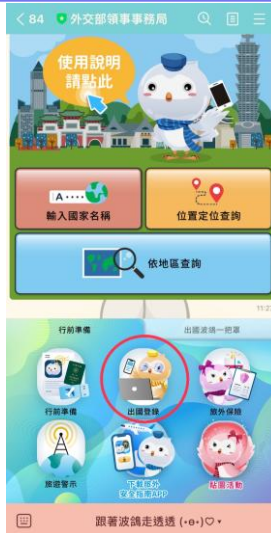 84 外交部領事事務局
使用說明
請點此
A
輸入國家名稱
位置定位查詢
依地區查詢
行前準備
出國波鴿一把罩
行前準備
出國登錄
旅外保險
旅遊警示
下載旅外
安全指南APP
貼圖活動
跟著波鴿走透透 (•ө•)♡ ▾